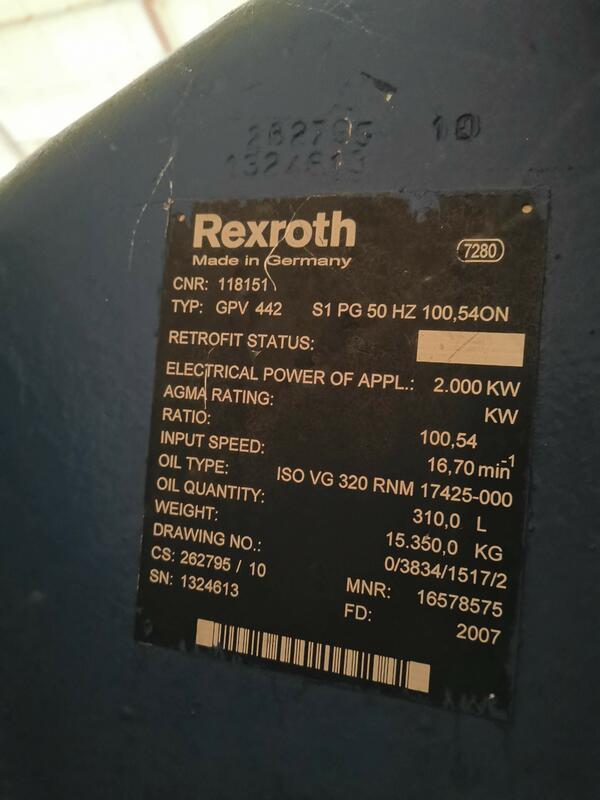 262795 10
1324613
Rexroth
Made in Germany
7280
CNR: 118151
TYP: GPV 442 S1 PG 50 HZ 100,54ON
RETROFIT STATUS:
ELECTRICAL POWER OF APPL.: 2.000 KW
AGMA RATING: KW
RATIO: 100,54
INPUT SPEED: 16,70 min⁻¹
OIL TYPE: ISO VG 320 RNM 17425-000
OIL QUANTITY: 310,0 L
WEIGHT: 15.350,0 KG
DRAWING NO.: 0/3834/1517/2
CS: 262795 / 10 MNR: 16578575
SN: 1324613 FD: 2007